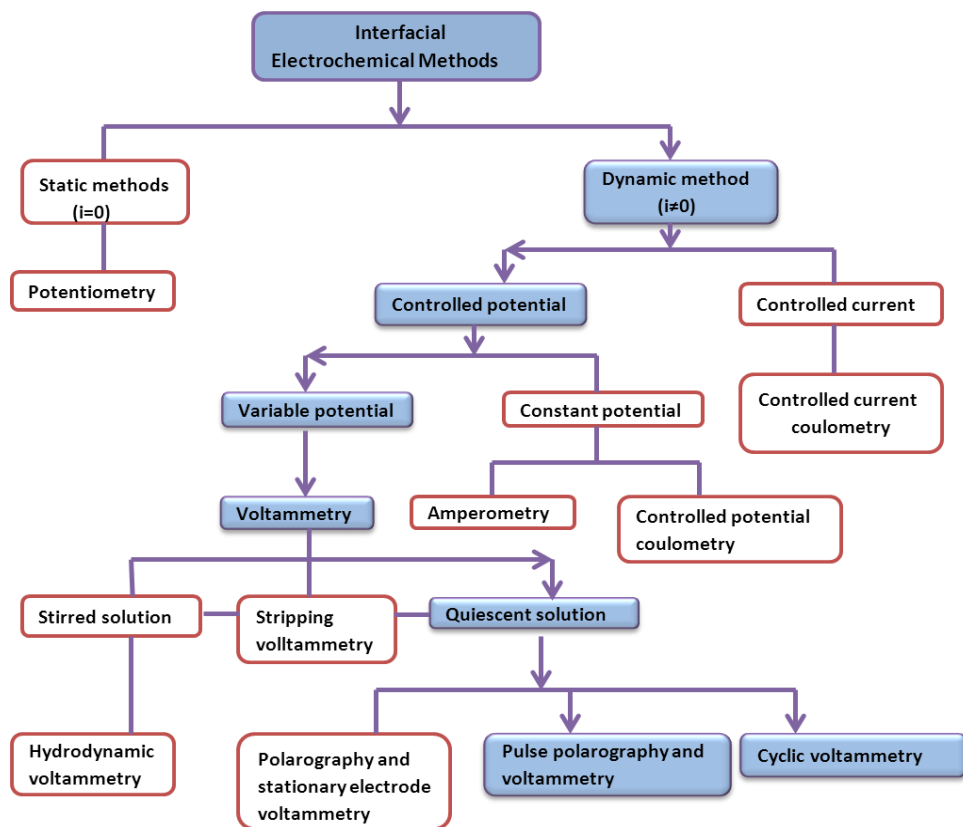 Interfacial
Electrochemical Methods
Static methods
(i=0)
Dynamic method
(i≠0)
Potentiometry
Controlled potential
Controlled current
Variable potential
Constant potential
Controlled current
coulometry
Voltammetry
Amperometry
Controlled potential
coulometry
Stirred solution
Stripping
volltammetry
Quiescent solution
Hydrodynamic
voltammetry
Polarography and
stationary electrode
voltammetry
Pulse polarography and
voltammetry
Cyclic voltammetry